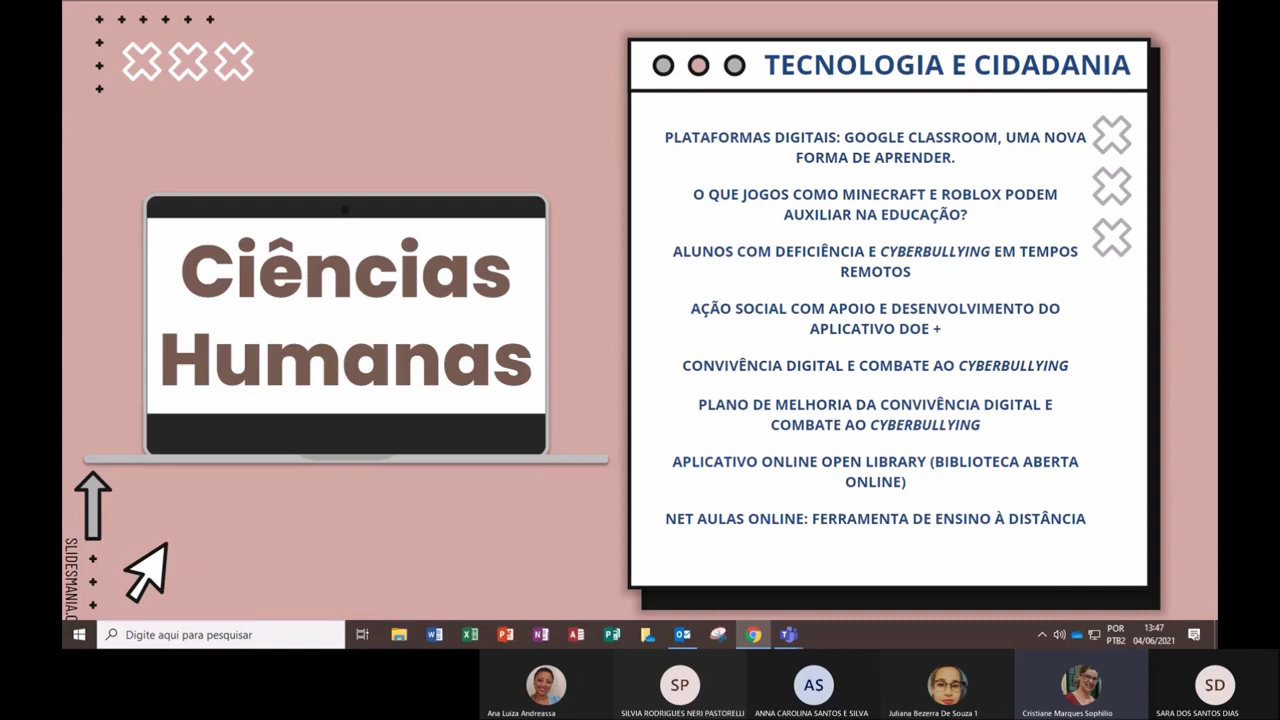 Ciências
Humanas
SLIDESMANIA.C
TECNOLOGIA E CIDADANIA
PLATAFORMAS DIGITAIS: GOOGLE CLASSROOM, UMA NOVA
FORMA DE APRENDER.
O QUE JOGOS COMO MINECRAFT E ROBLOX PODEM
AUXILIAR NA EDUCAÇÃO?
ALUNOS COM DEFICIÊNCIA E CYBERBULLYING EM TEMPOS
REMOTOS
AÇÃO SOCIAL COM APOIO E DESENVOLVIMENTO DO
APLICATIVO DOE +
CONVIVÊNCIA DIGITAL E COMBATE AO CYBERBULLYING
PLANO DE MELHORIA DA CONVIVÊNCIA DIGITAL E
COMBATE AO CYBERBULLYING
APLICATIVO ONLINE OPEN LIBRARY (BIBLIOTECA ABERTA
ONLINE)
NET AULAS ONLINE: FERRAMENTA DE ENSINO À DISTÂNCIA
Digite aqui para pesquisar
POR
PTB2
13:47
04/06/2021
SP
AS
SD
Ana Luiza Andreassa
SILVIA RODRIGUES NERI PASTORELLI
ANNA CAROLINA SANTOS E SILVA
Juliana Bezerra De Souza 1
Cristiane Marques Sophilio
SARA DOS SANTOS DIAS